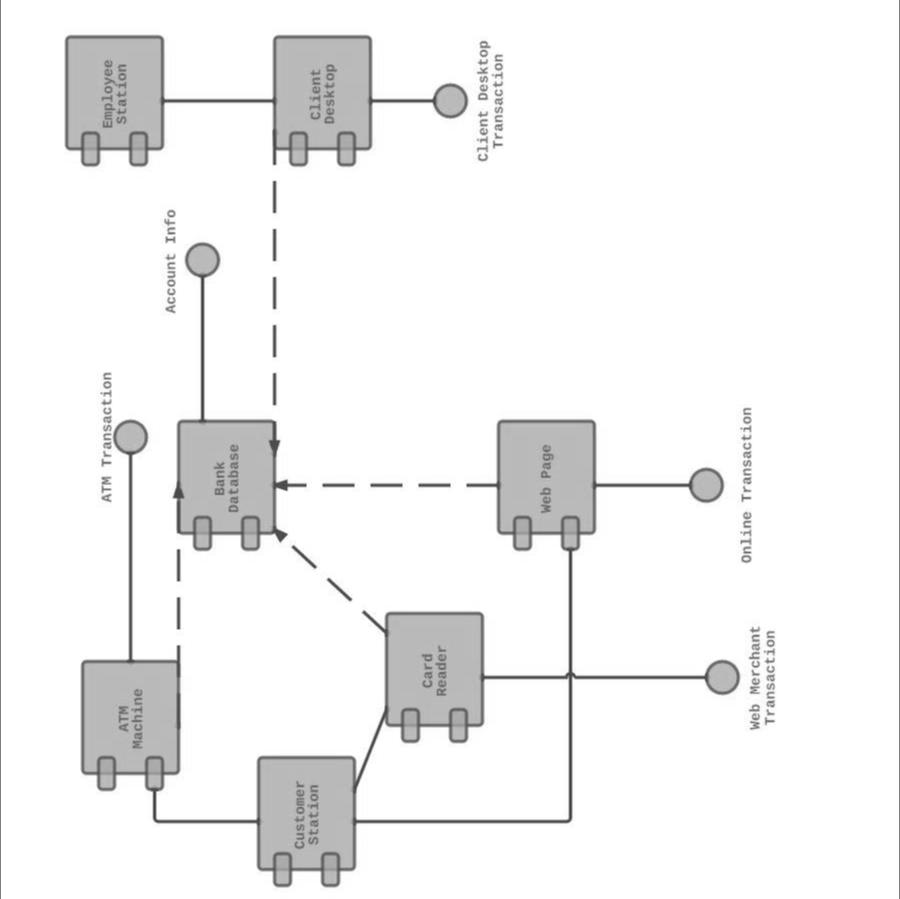 ATM
Machine
ATM Transaction
Employee
Station
Account Info
Bank
Database
Customer
Station
Client
Desktop
Card
Reader
Client Desktop
Transaction
Web Page
Web Merchant
Transaction
Online Transaction